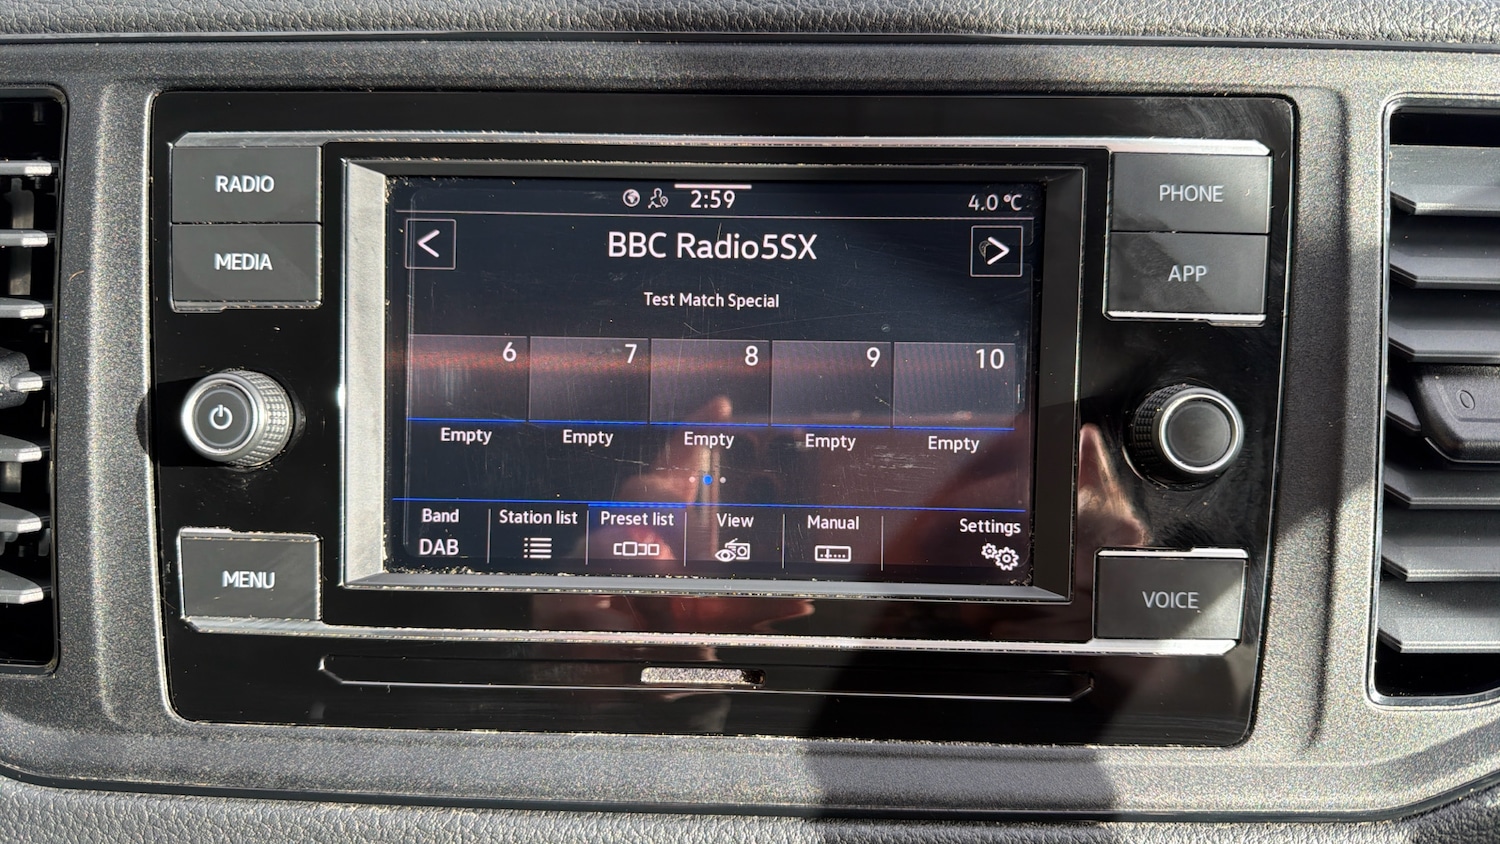 RADIO
MEDIA
MENU
2:59
4.0 °C
<
BBC Radio5SX
>
Test Match Special
6 7 8 9 10
Empty Empty Empty Empty Empty
Band Station list Preset list View Manual Settings
DAB
PHONE
APP
VOICE